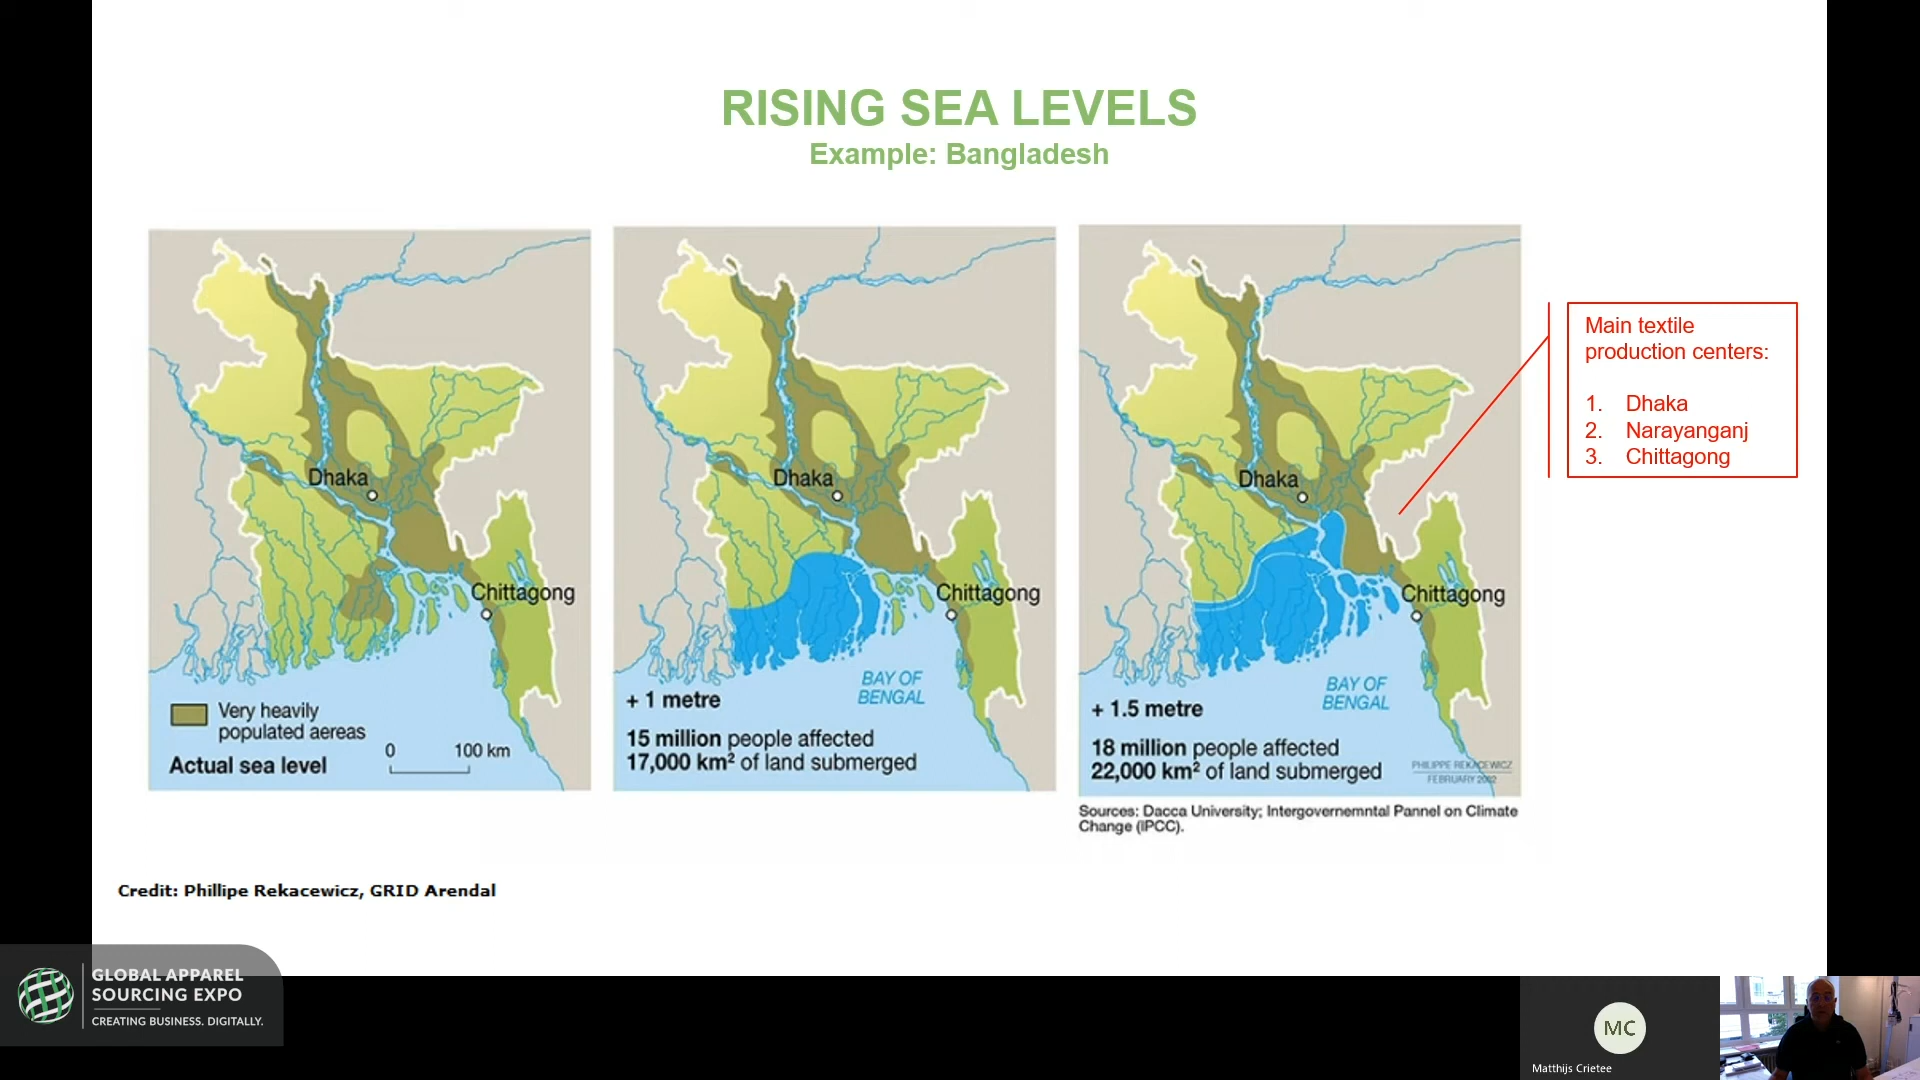 RISING SEA LEVELS
Example: Bangladesh
Dhaka
Chittagong
Very heavily
populated aereas
0 100 km
Actual sea level
Dhaka
Chittagong
BAY OF
BENGAL
+ 1 metre
15 million people affected
17,000 km² of land submerged
Dhaka
Chittagong
BAY OF
BENGAL
+ 1.5 metre
18 million people affected
22,000 km² of land submerged
PHILIPPE REKACEWICZ
FEBRUARY 2002
Sources: Dacca University; Intergovernemntal Pannel on Climate
Change (IPCC).
Main textile
production centers:
1. Dhaka
2. Narayanganj
3. Chittagong
Credit: Phillipe Rekacewicz, GRID Arendal
GLOBAL APPAREL
SOURCING EXPO
CREATING BUSINESS. DIGITALLY.
MC
Matthijs Crietee